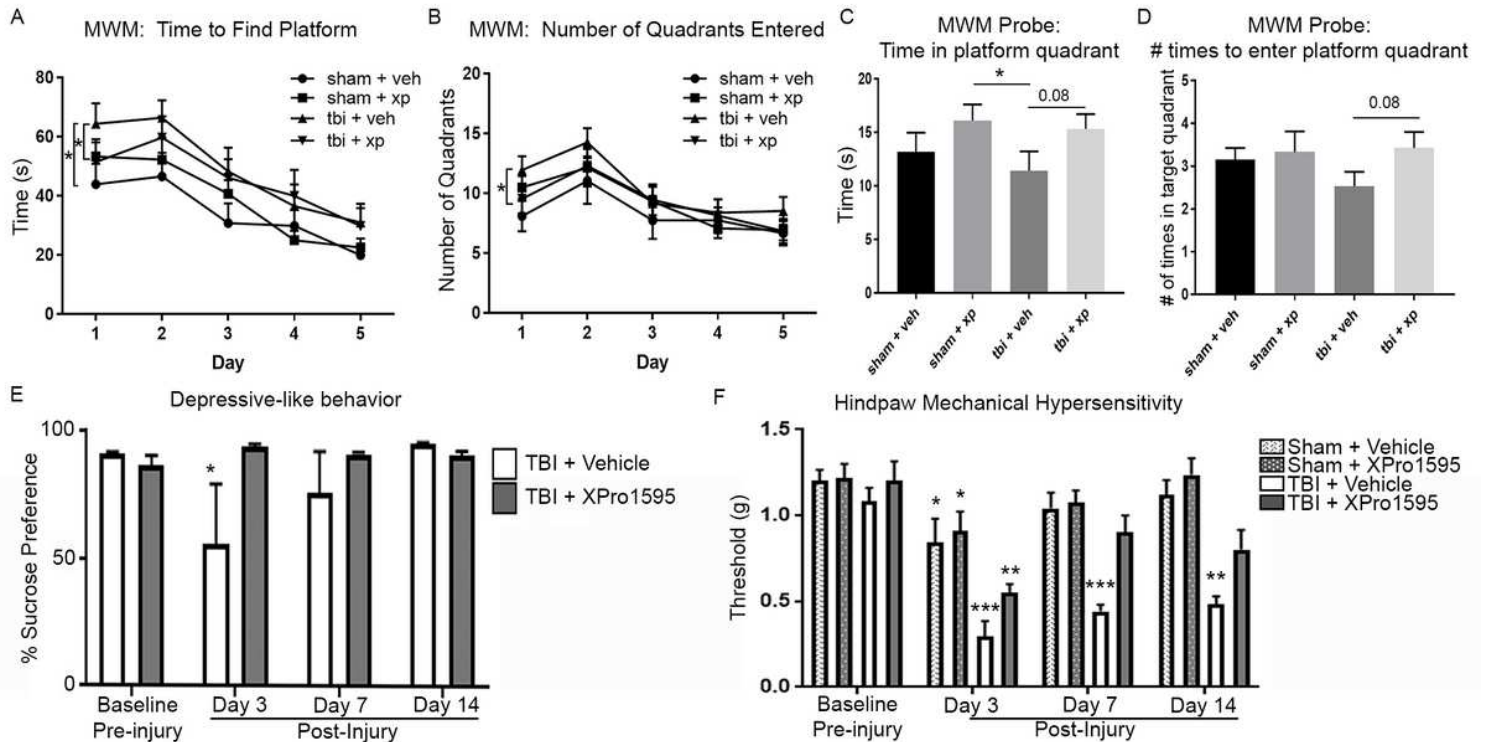 A
MWM: Time to Find Platform
Time (s)
80
60
40
20
0
*
*
sham + veh
sham + xp
tbi + veh
tbi + xp
1 2 3 4 5
Day
B
MWM: Number of Quadrants Entered
Number of Quadrants
20
15
10
5
0
*
sham + veh
sham + xp
tbi + veh
tbi + xp
1 2 3 4 5
Day
C
MWM Probe:
Time in platform quadrant
Time (s)
20
15
10
15
0
*
0.08
sham + veh
sham + xp
tbi + veh
tbi + xp
D
MWM Probe:
# times to enter platform quadrant
# of times in target quadrant
5
4
3
2
1
0
0.08
sham + veh
sham + xp
tbi + veh
tbi + xp
E
Depressive-like behavior
% Sucrose Preference
100
50
0
*
TBI + Vehicle
TBI + XPro1595
Baseline Day 3 Day 7 Day 14
Pre-injury Post-Injury
F
Hindpaw Mechanical Hypersensitivity
Threshold (g)
1.5
1.0
0.5
0.0
* *
*** **
***
**
Sham + Vehicle
Sham + XPro1595
TBI + Vehicle
TBI + XPro1595
Baseline Day 3 Day 7 Day 14
Pre-injury Post-Injury